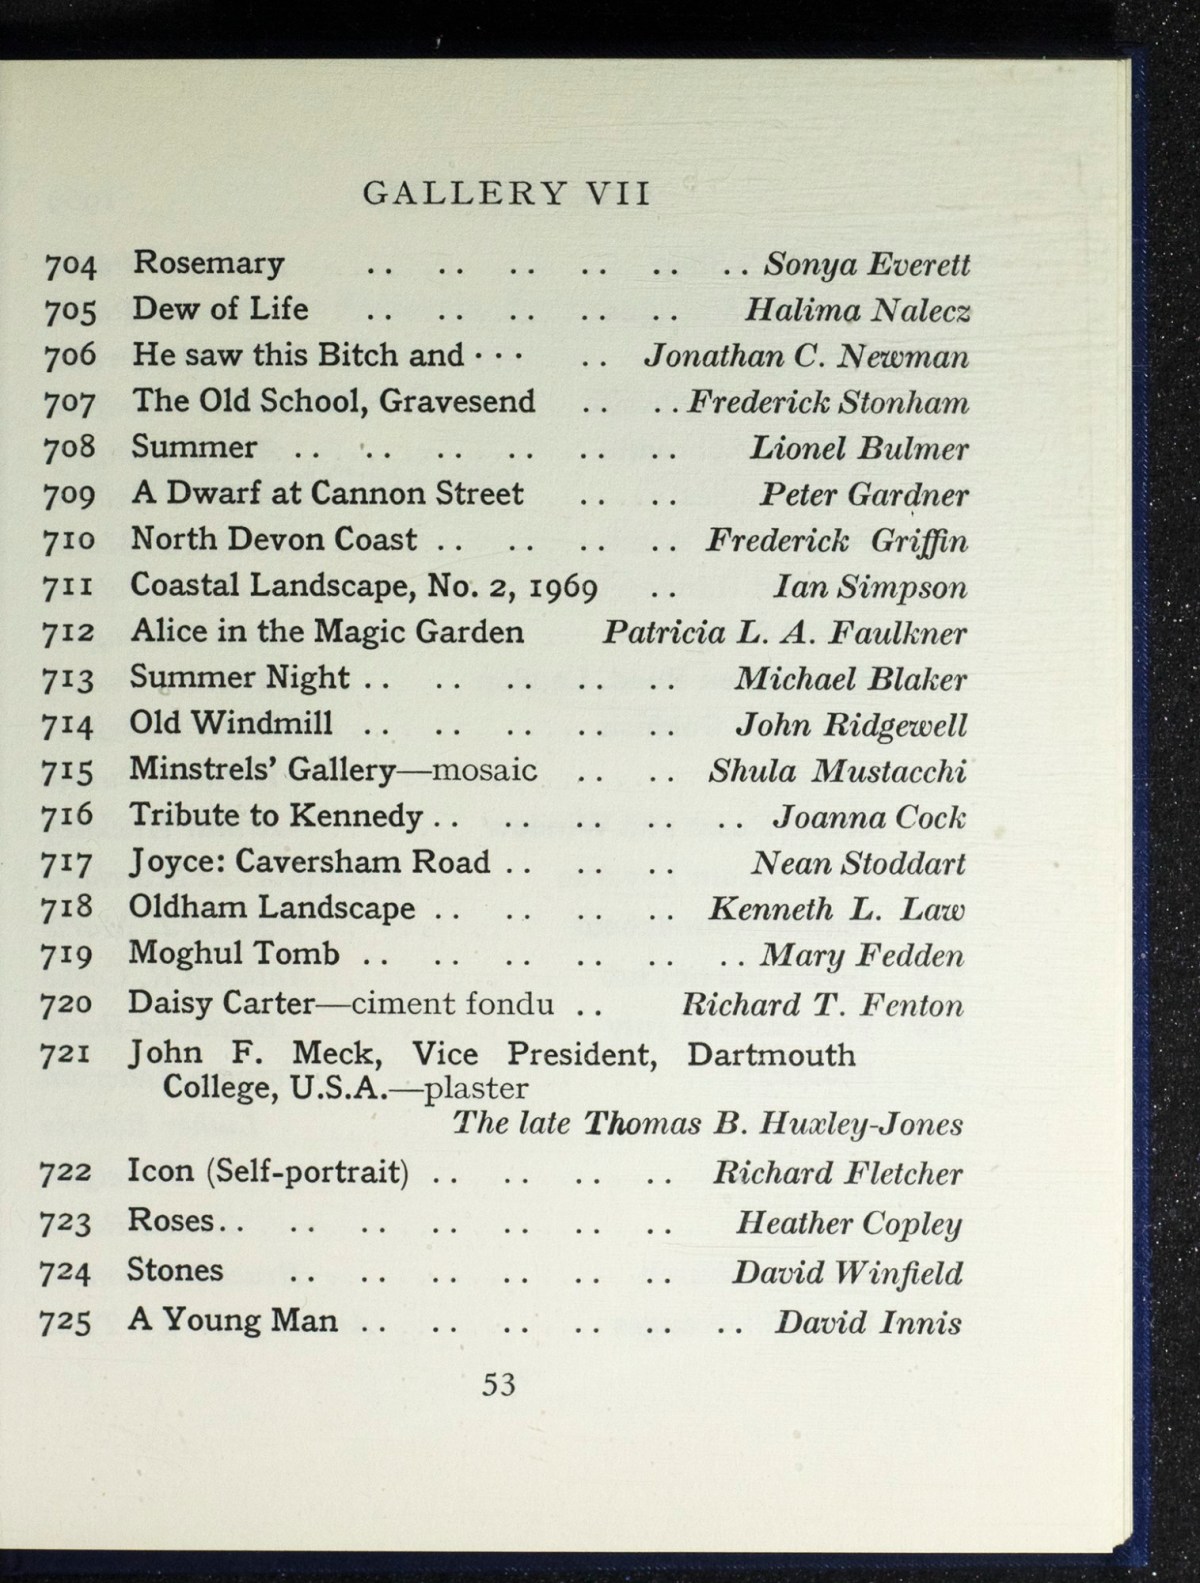 GALLERY VII
704 Rosemary .. .. .. .. .. .. Sonya Everett
705 Dew of Life .. .. .. .. .. Halima Nalecz
706 He saw this Bitch and ··· .. Jonathan C. Newman
707 The Old School, Gravesend .. .. Frederick Stonham
708 Summer .. .. .. .. .. .. Lionel Bulmer
709 A Dwarf at Cannon Street .. .. Peter Gardner
710 North Devon Coast .. .. .. .. Frederick Griffin
711 Coastal Landscape, No. 2, 1969 .. Ian Simpson
712 Alice in the Magic Garden Patricia L. A. Faulkner
713 Summer Night .. .. .. .. .. Michael Blaker
714 Old Windmill .. .. .. .. .. John Ridgewell
715 Minstrels' Gallery—mosaic .. .. Shula Mustacchi
716 Tribute to Kennedy .. .. .. .. .. Joanna Cock
717 Joyce: Caversham Road .. .. .. Nean Stoddart
718 Oldham Landscape .. .. .. .. Kenneth L. Law
719 Moghul Tomb .. .. .. .. .. .. Mary Fedden
720 Daisy Carter—ciment fondu .. Richard T. Fenton
721 John F. Meck, Vice President, Dartmouth
College, U.S.A.—plaster
The late Thomas B. Huxley-Jones
722 Icon (Self-portrait) .. .. .. .. Richard Fletcher
723 Roses .. .. .. .. .. .. .. Heather Copley
724 Stones .. .. .. .. .. .. David Winfield
725 A Young Man .. .. .. .. .. .. David Innis
53